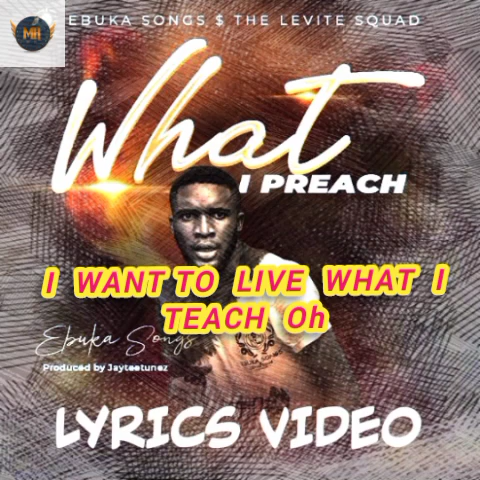 MH
EBUKA SONGS $ THE LEVITE SQUAD
What
I PREACH
I WANT TO LIVE WHAT I
TEACH Oh
Ebuka Songs
Produced by Jayteetunez
LYRICS VIDEO